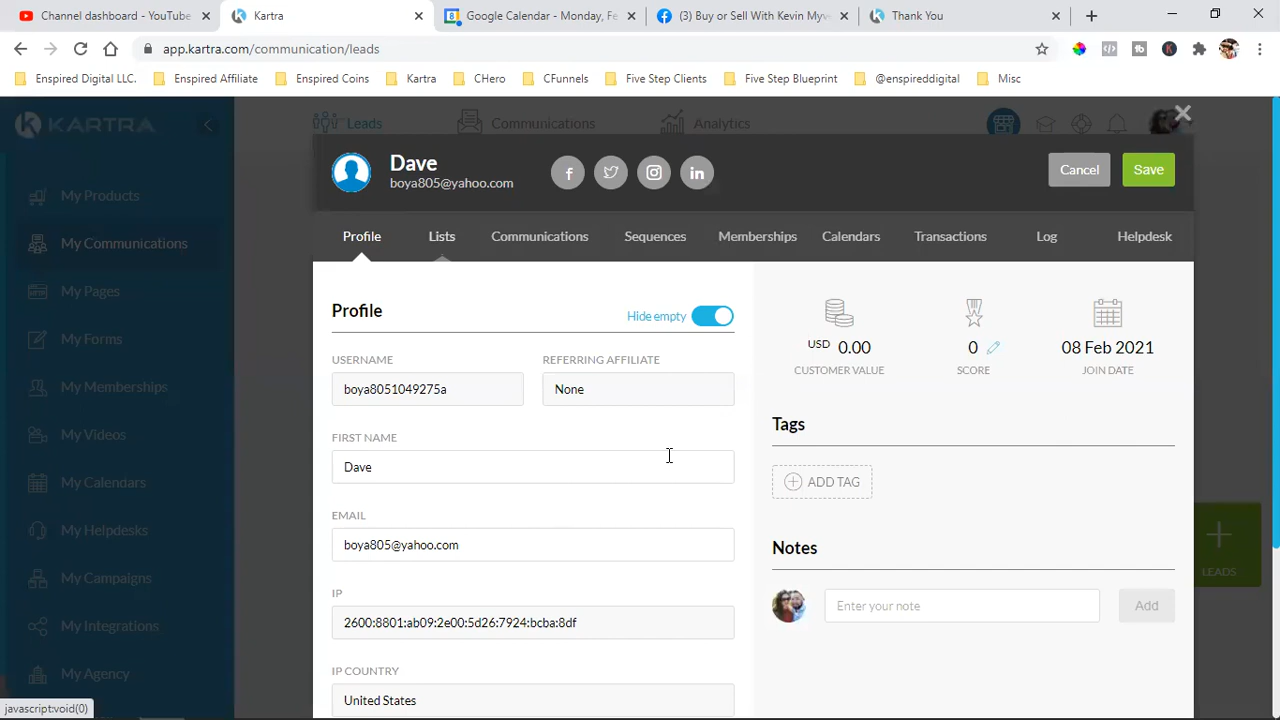 Channel dashboard - YouTube
Kartra
Google Calendar - Monday, Fe
(3) Buy or Sell With Kevin Myw
Thank You
app.kartra.com/communication/leads
Enspired Digital LLC.
Enspired Affiliate
Enspired Coins
Kartra
CHero
CFunnels
Five Step Clients
Five Step Blueprint
@enspireddigital
Misc
KARTRA
Leads
Communications
Analytics
My Products
My Communications
My Pages
My Forms
My Memberships
My Videos
My Calendars
My Helpdesks
My Campaigns
My Integrations
My Agency
Dave
boya805@yahoo.com
Cancel
Save
Profile
Lists
Communications
Sequences
Memberships
Calendars
Transactions
Log
Helpdesk
Profile
Hide empty
USERNAME
boya8051049275a
REFERRING AFFILIATE
None
FIRST NAME
Dave
EMAIL
boya805@yahoo.com
IP
2600:8801:ab09:2e00:5d26:7924:bcba:8df
IP COUNTRY
United States
USD 0.00
CUSTOMER VALUE
0
SCORE
08 Feb 2021
JOIN DATE
Tags
ADD TAG
Notes
Enter your note
Add
LEADS
javascript:void(0)